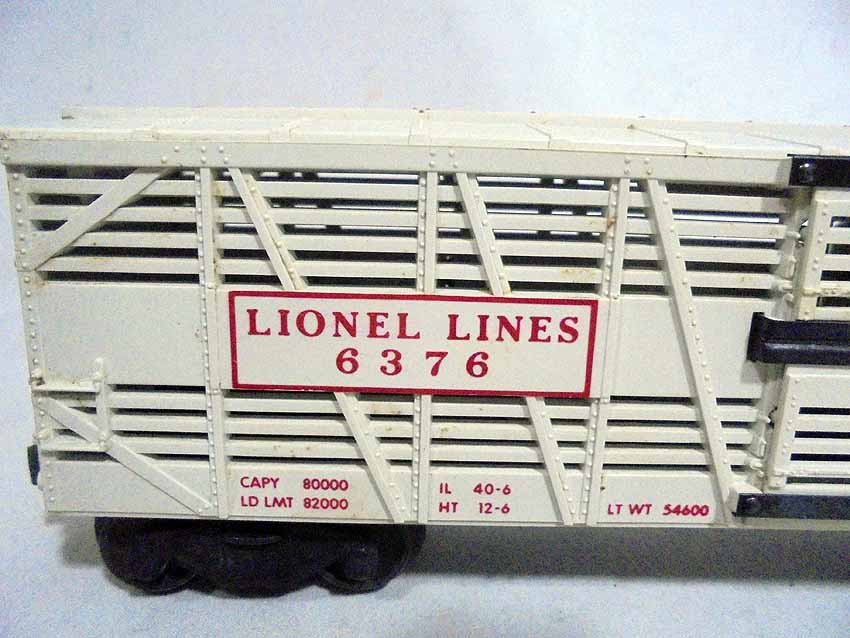 LIONEL LINES
6376
CAPY 80000
LD LMT 82000
IL 40-6
HT 12-6
LT WT 54600